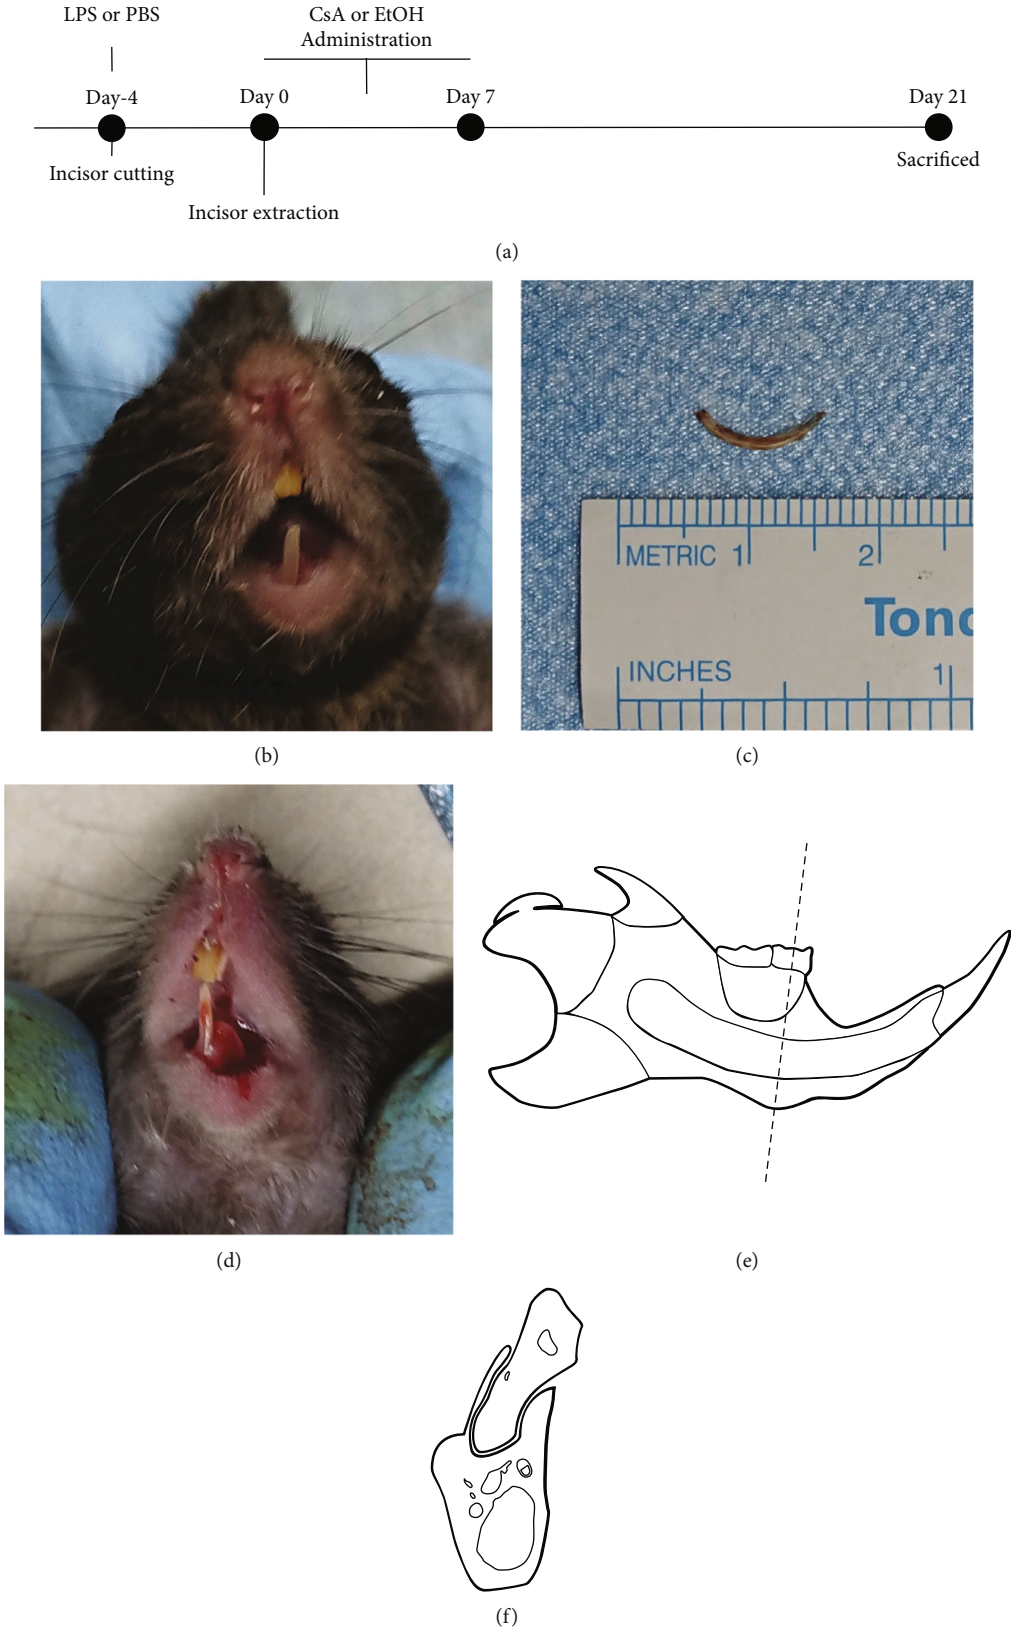 LPS or PBS
CsA or EtOH
Administration
Day-4
Day 0
Day 7
Day 21
Incisor cutting
Sacrificed
Incisor extraction
(a)
METRIC 1 2
Tond
INCHES 1
(b)
(c)
(d)
(e)
(f)